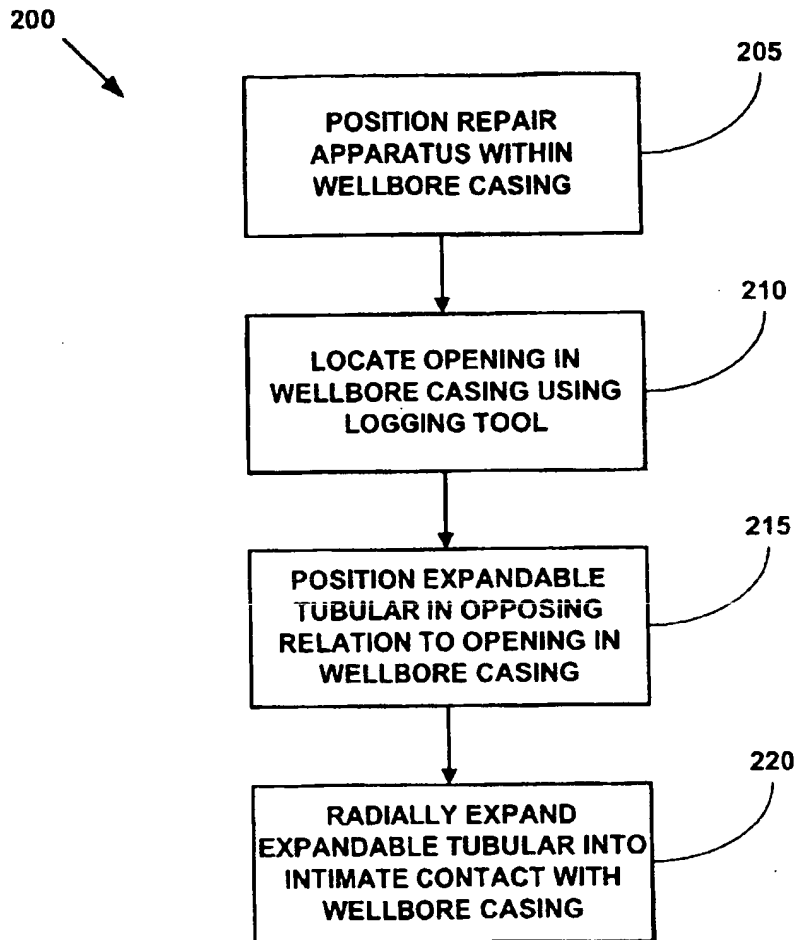 200
205
POSITION REPAIR
APPARATUS WITHIN
WELLBORE CASING
210
LOCATE OPENING IN
WELLBORE CASING USING
LOGGING TOOL
215
POSITION EXPANDABLE
TUBULAR IN OPPOSING
RELATION TO OPENING IN
WELLBORE CASING
220
RADIALLY EXPAND
EXPANDABLE TUBULAR INTO
INTIMATE CONTACT WITH
WELLBORE CASING